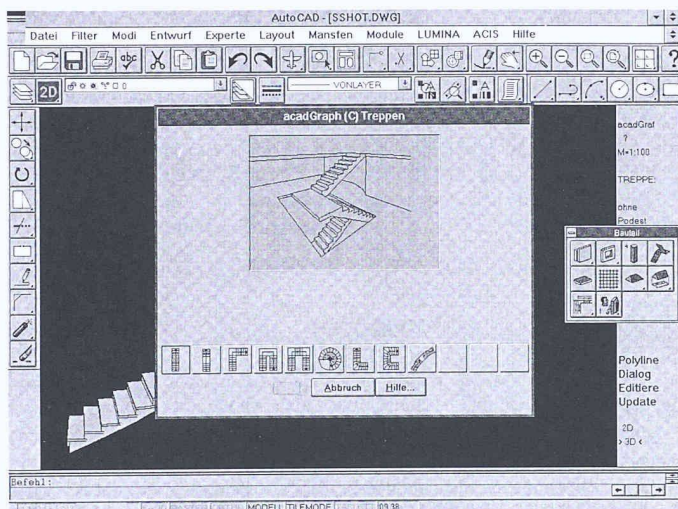 AutoCAD - [SSHOT.DWG]
Datei Filter Modi Entwurf Experte Layout Mansfen Module LUMINA ACIS Hilfe
abc
?
2D
0
VONLAYER
acadGraph (C) Treppen
acadGraf
?
M=1:100
TREPPE:
ohne
Podest
Bauteil
Abbruch Hilfe...
Polyline
Dialog
Editiere
Update
2D
> 3D <
Befehl:
MODELL TILEMODE 09:38